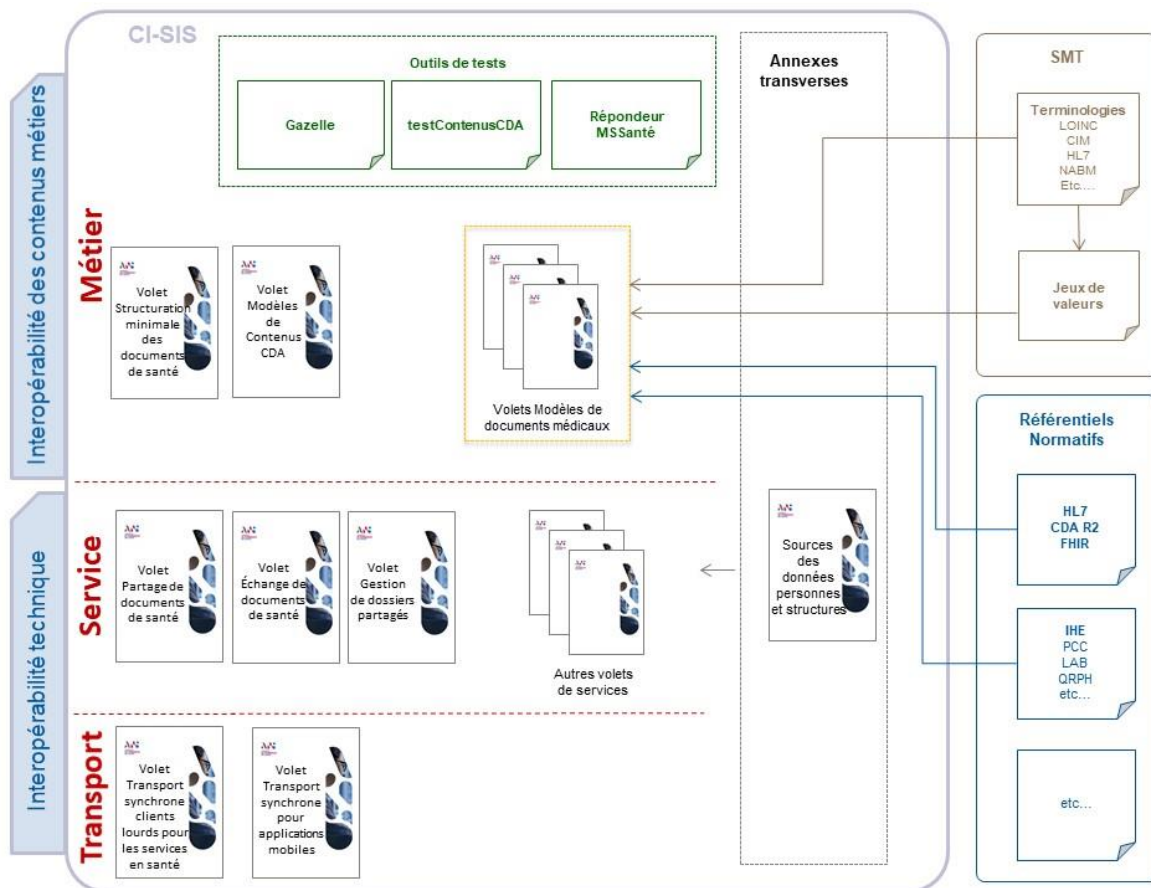 CI-SIS
Outils de tests
Gazelle
testContenusCDA
Répondeur
MSSanté
Annexes
transverses
SMT
Terminologies
LOINC
CIM
HL7
NABM
Etc....
Jeux de
valeurs
Interopérabilité des contenus métiers
Métier
Volet
Structuration
minimale
des
documents
de santé
Volet
Modèles
de
Contenus
CDA
Volets Modèles de
documents médicaux
Référentiels
Normatifs
HL7
CDA R2
FHIR
IHE
PCC
LAB
QRPH
etc...
etc...
Interopérabilité technique
Service
Volet
Partage de
documents
de santé
Volet
Échange de
documents
de santé
Volet
Gestion
de dossiers
partagés
Autres volets
de services
Sources
des
données
personnes
et structures
Transport
Volet
Transport
synchrone
clients
lourds pour
les services
en santé
Volet
Transport
synchrone
pour
applications
mobiles